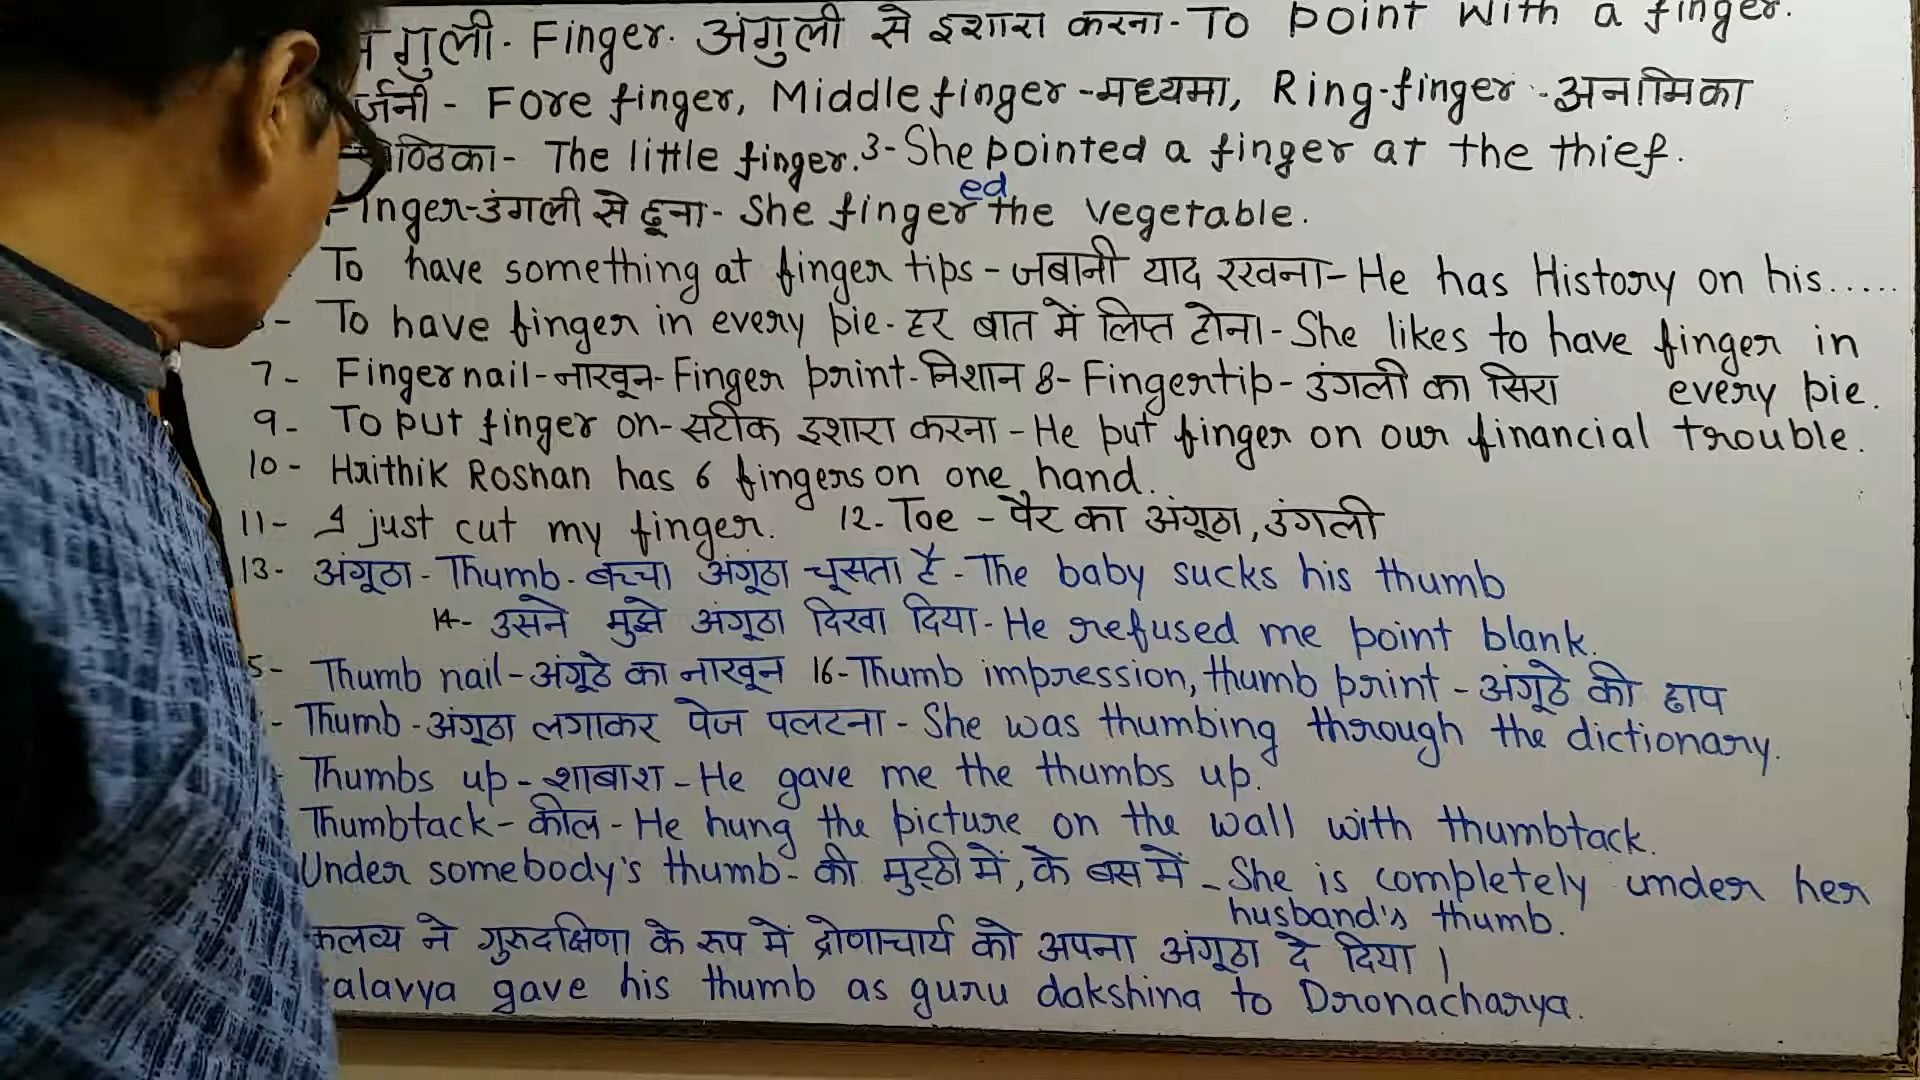 गुली. Finger. अंगुली से इशारा करना - To point with a finger.
र्जनी - Fore finger, Middle finger - मध्यमा, Ring-finger - अनामिका
ष्ठिका - The little finger. 3- She pointed a finger at the thief.
Finger - उंगली से छूना - She fingered the vegetable.
To have something at finger tips - जबानी याद रखना - He has History on his.....
To have finger in every pie - हर बात में लिप्त होना - She likes to have finger in every pie.
7- Finger nail - नाखून - Finger print - निशान 8- Fingertip - उंगली का सिरा
9- To put finger on - सटीक इशारा करना - He put finger on our financial trouble.
10- Hrithik Roshan has 6 fingers on one hand.
11- I just cut my finger. 12. Toe - पैर का अंगूठा, उंगली
13- अंगूठा - Thumb - बच्चा अंगूठा चूसता है - The baby sucks his thumb
14- उसने मुझे अंगूठा दिखा दिया - He refused me point blank.
5- Thumb nail - अंगूठे का नाखून 16- Thumb impression, thumb print - अंगूठे की छाप
- Thumb - अंगूठा लगाकर पेज पलटना - She was thumbing through the dictionary.
Thumbs up - शाबाश - He gave me the thumbs up.
Thumbtack - कील - He hung the picture on the wall with thumbtack.
Under somebody's thumb - की मुट्ठी में, के बस में - She is completely under her husband's thumb.
कलव्य ने गुरुदक्षिणा के रूप में द्रोणाचार्य को अपना अंगूठा दे दिया।
alavya gave his thumb as guru dakshina to Dronacharya.